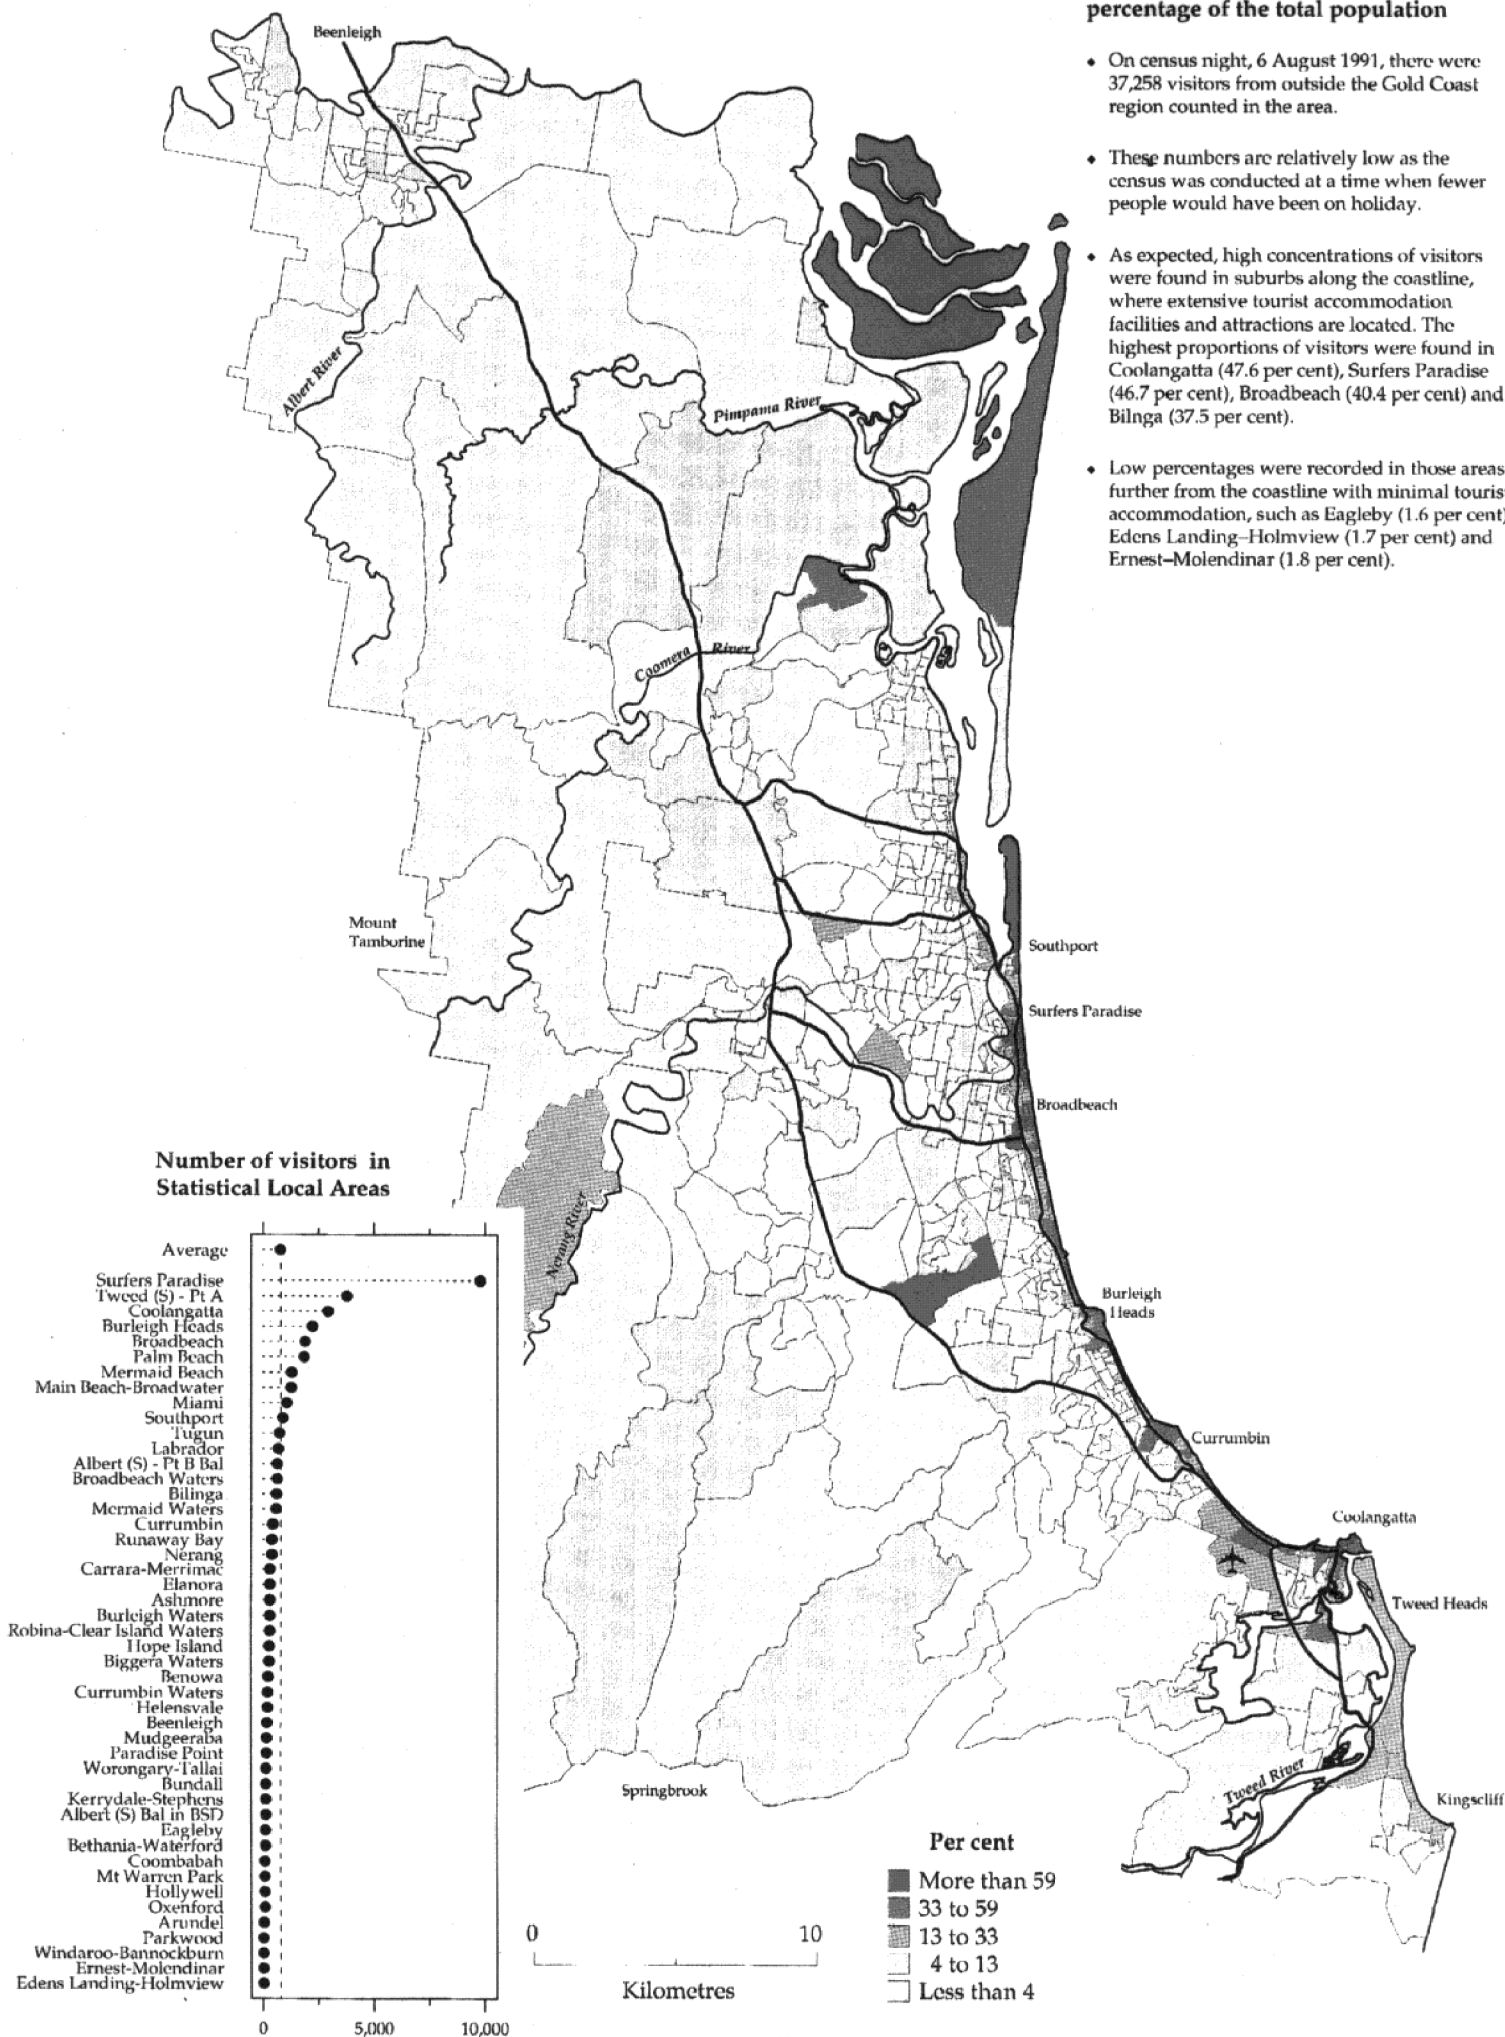 percentage of the total population
• On census night, 6 August 1991, there were
37,258 visitors from outside the Gold Coast
region counted in the area.
• These numbers are relatively low as the
census was conducted at a time when fewer
people would have been on holiday.
• As expected, high concentrations of visitors
were found in suburbs along the coastline,
where extensive tourist accommodation
facilities and attractions are located. The
highest proportions of visitors were found in
Coolangatta (47.6 per cent), Surfers Paradise
(46.7 per cent), Broadbeach (40.4 per cent) and
Bilnga (37.5 per cent).
• Low percentages were recorded in those areas
further from the coastline with minimal touris
accommodation, such as Eagleby (1.6 per cent)
Edens Landing–Holmview (1.7 per cent) and
Ernest–Molendinar (1.8 per cent).
Beenleigh
Albert River
Pimpama River
Coomera River
Mount
Tamborine
Southport
Surfers Paradise
Broadbeach
Nerang River
Burleigh
Heads
Currumbin
Coolangatta
Tweed Heads
Tweed River
Kingscliff
Springbrook
Number of visitors in
Statistical Local Areas
Average
Surfers Paradise
Tweed (S) - Pt A
Coolangatta
Burleigh Heads
Broadbeach
Palm Beach
Mermaid Beach
Main Beach-Broadwater
Miami
Southport
Tugun
Labrador
Albert (S) - Pt B Bal
Broadbeach Waters
Bilinga
Mermaid Waters
Currumbin
Runaway Bay
Nerang
Carrara-Merrimac
Elanora
Ashmore
Burleigh Waters
Robina-Clear Island Waters
Hope Island
Biggera Waters
Benowa
Currumbin Waters
Helensvale
Beenleigh
Mudgeeraba
Paradise Point
Worongary-Tallai
Bundall
Kerrydale-Stephens
Albert (S) Bal in BSD
Eagleby
Bethania-Waterford
Coombabah
Mt Warren Park
Hollywell
Oxenford
Arundel
Parkwood
Windaroo-Bannockburn
Ernest-Molendinar
Edens Landing-Holmview
0 5,000 10,000
0 10
Kilometres
Per cent
More than 59
33 to 59
13 to 33
4 to 13
Less than 4